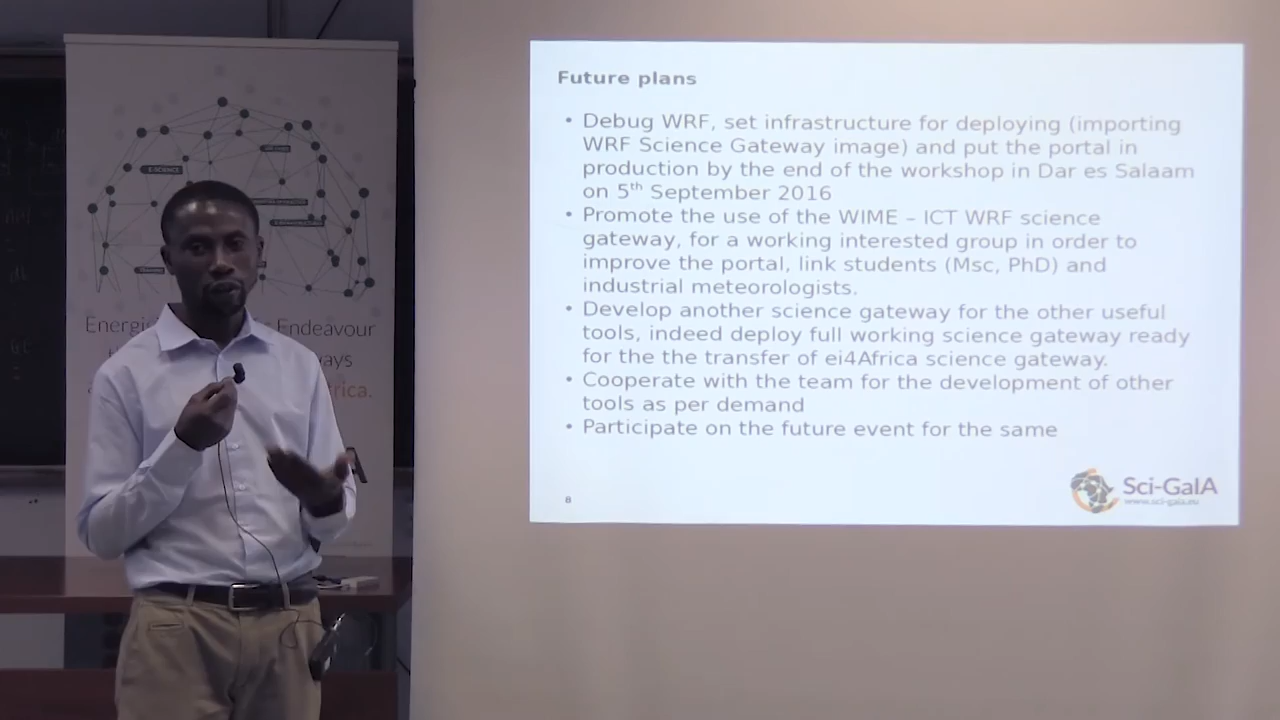 E-SCIENCE
Energis Endeavour
ways
rica.
Future plans
• Debug WRF, set infrastructure for deploying (importing
WRF Science Gateway image) and put the portal in
production by the end of the workshop in Dar es Salaam
on 5th September 2016
• Promote the use of the WIME – ICT WRF science
gateway, for a working interested group in order to
improve the portal, link students (Msc, PhD) and
industrial meteorologists.
• Develop another science gateway for the other useful
tools, indeed deploy full working science gateway ready
for the the transfer of ei4Africa science gateway.
• Cooperate with the team for the development of other
tools as per demand
• Participate on the future event for the same
8
Sci-GaIA
www.sci-gaia.eu